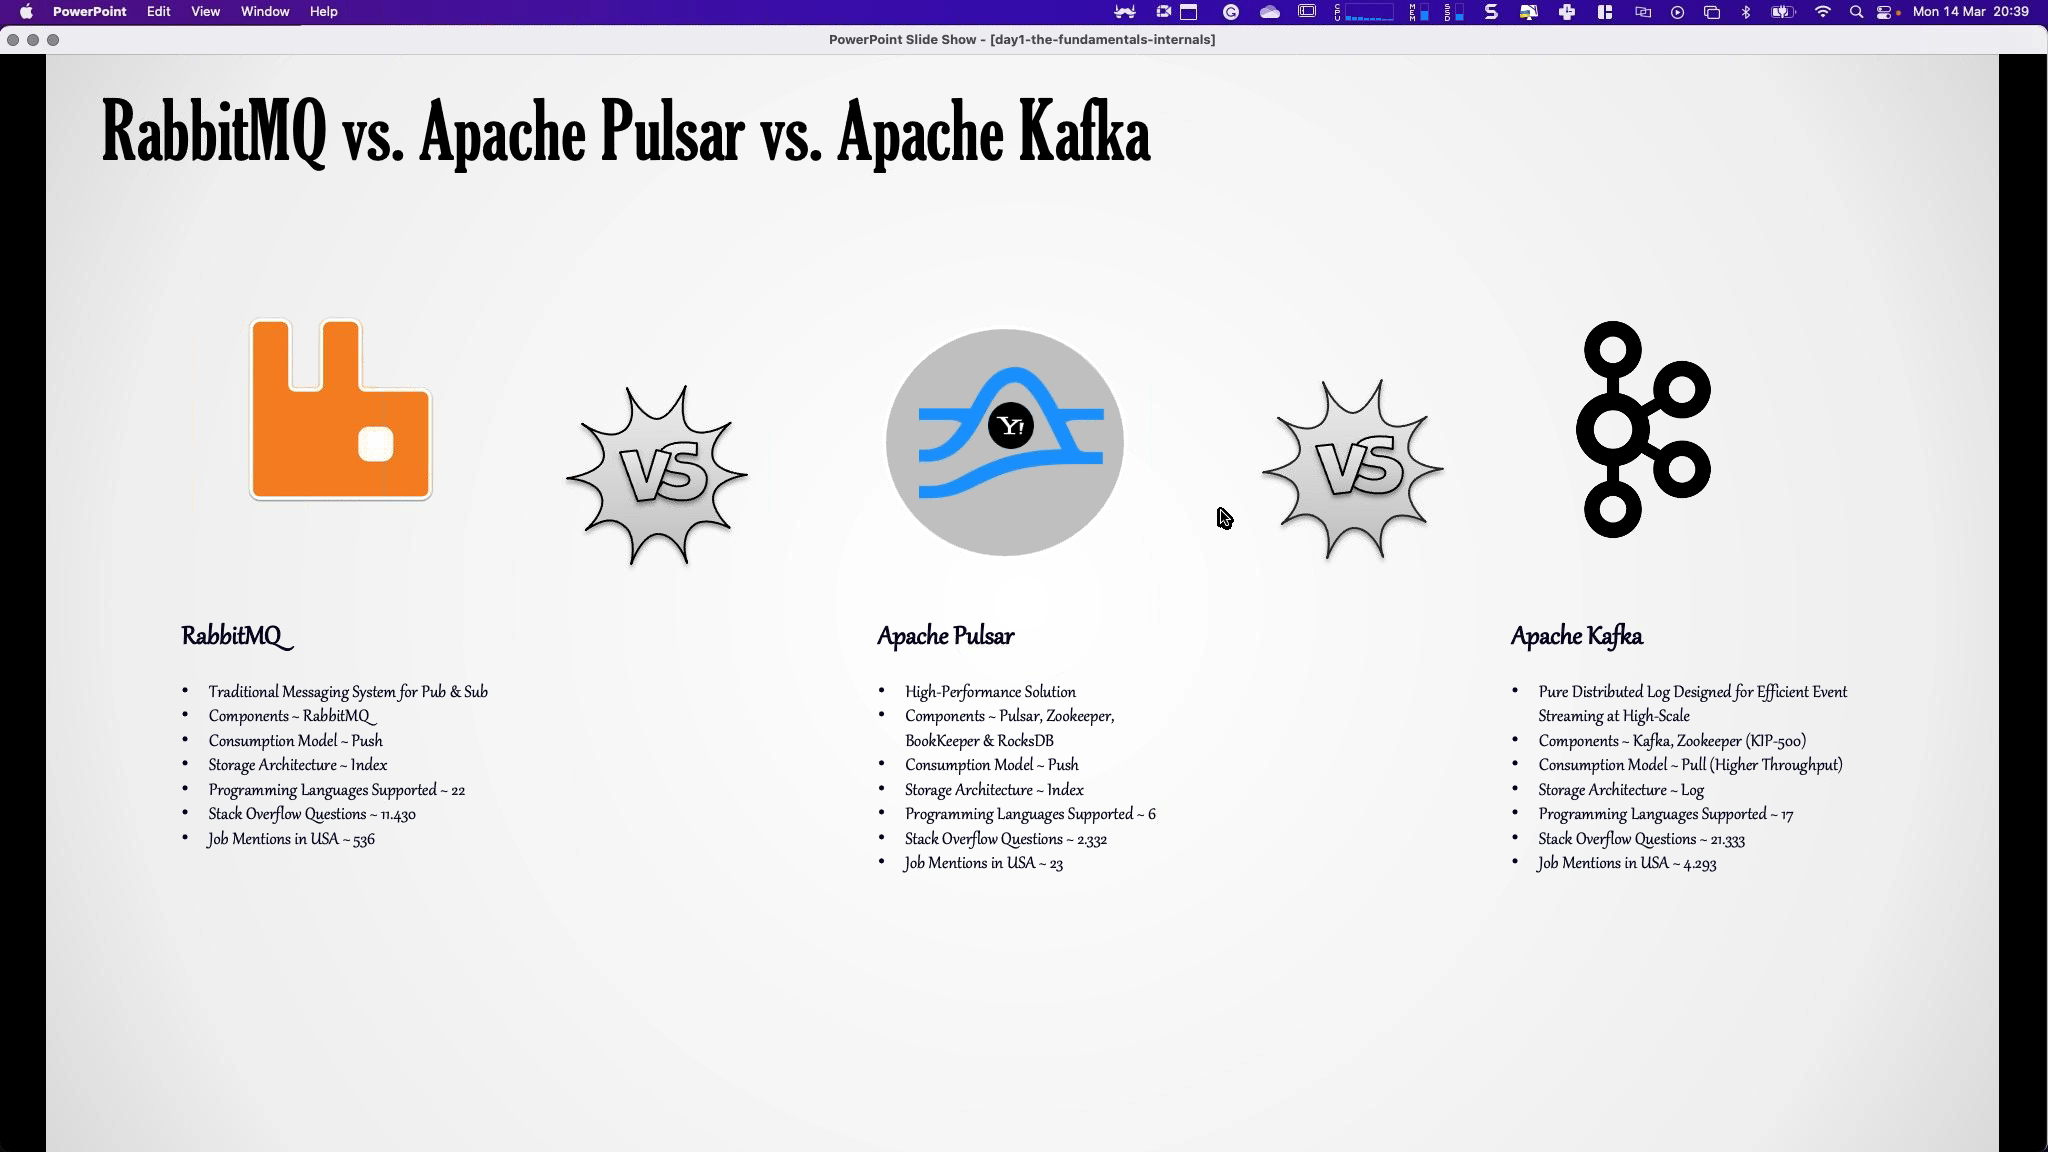 PowerPoint Edit View Window Help
CPU MEM SSD Mon 14 Mar 20:39
PowerPoint Slide Show - [day1-the-fundamentals-internals]
RabbitMQ vs. Apache Pulsar vs. Apache Kafka
VS
Y!
VS
RabbitMQ
• Traditional Messaging System for Pub & Sub
• Components ~ RabbitMQ
• Consumption Model ~ Push
• Storage Architecture ~ Index
• Programming Languages Supported ~ 22
• Stack Overflow Questions ~ 11.430
• Job Mentions in USA ~ 536
Apache Pulsar
• High-Performance Solution
• Components ~ Pulsar, Zookeeper,
BookKeeper & RocksDB
• Consumption Model ~ Push
• Storage Architecture ~ Index
• Programming Languages Supported ~ 6
• Stack Overflow Questions ~ 2.332
• Job Mentions in USA ~ 23
Apache Kafka
• Pure Distributed Log Designed for Efficient Event
Streaming at High-Scale
• Components ~ Kafka, Zookeeper (KIP-500)
• Consumption Model ~ Pull (Higher Throughput)
• Storage Architecture ~ Log
• Programming Languages Supported ~ 17
• Stack Overflow Questions ~ 21.333
• Job Mentions in USA ~ 4.293